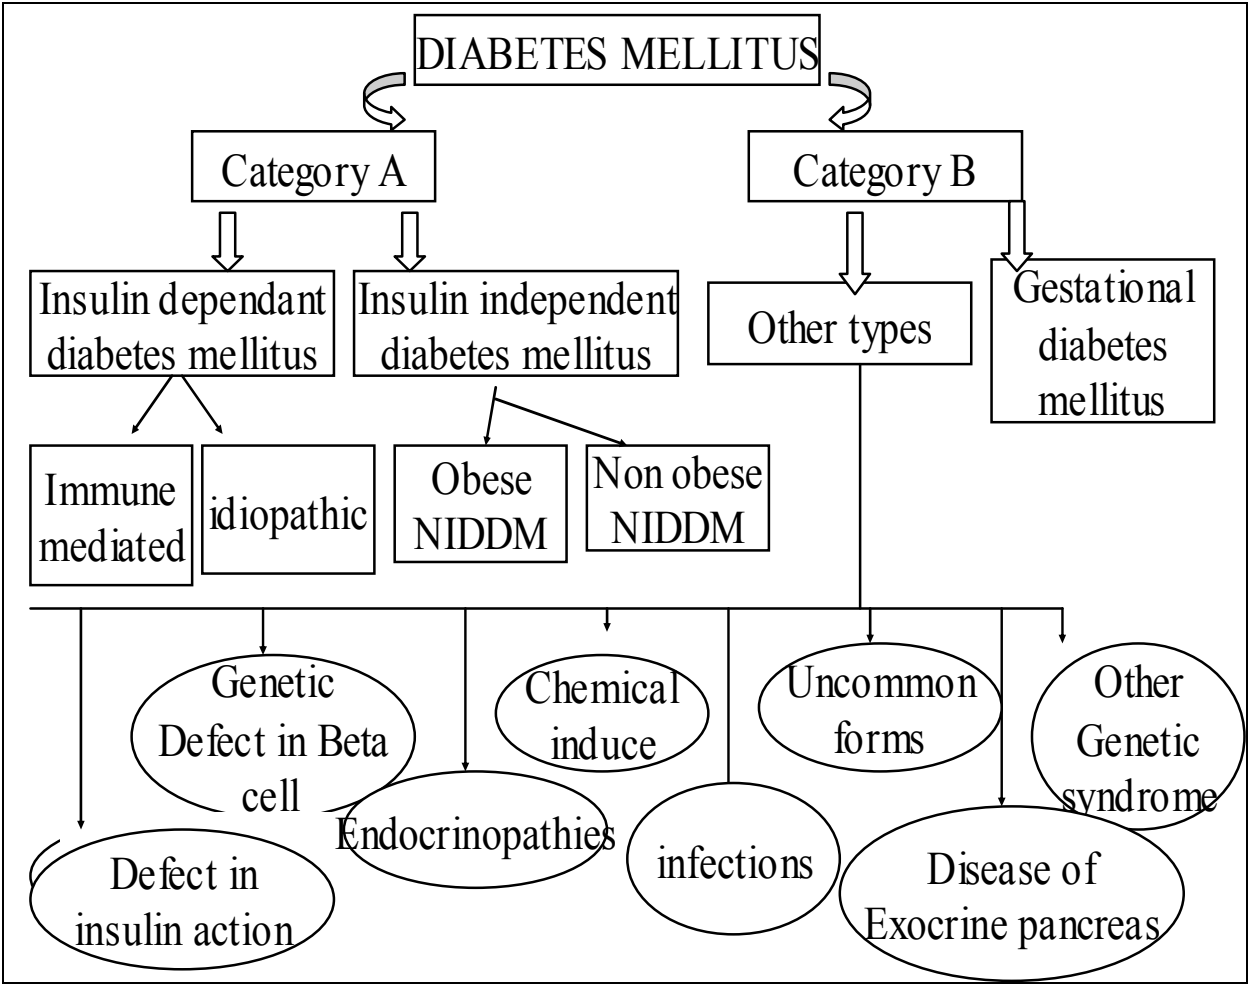 DIABETES MELLITUS
Category A
Category B
Insulin dependant
diabetes mellitus
Insulin independent
diabetes mellitus
Other types
Gestational
diabetes
mellitus
Immune
mediated
idiopathic
Obese
NIDDM
Non obese
NIDDM
Genetic
Defect in Beta
cell
Chemical
induce
Uncommon
forms
Other
Genetic
syndrome
Endocrinopathies
infections
Defect in
insulin action
Disease of
Exocrine pancreas